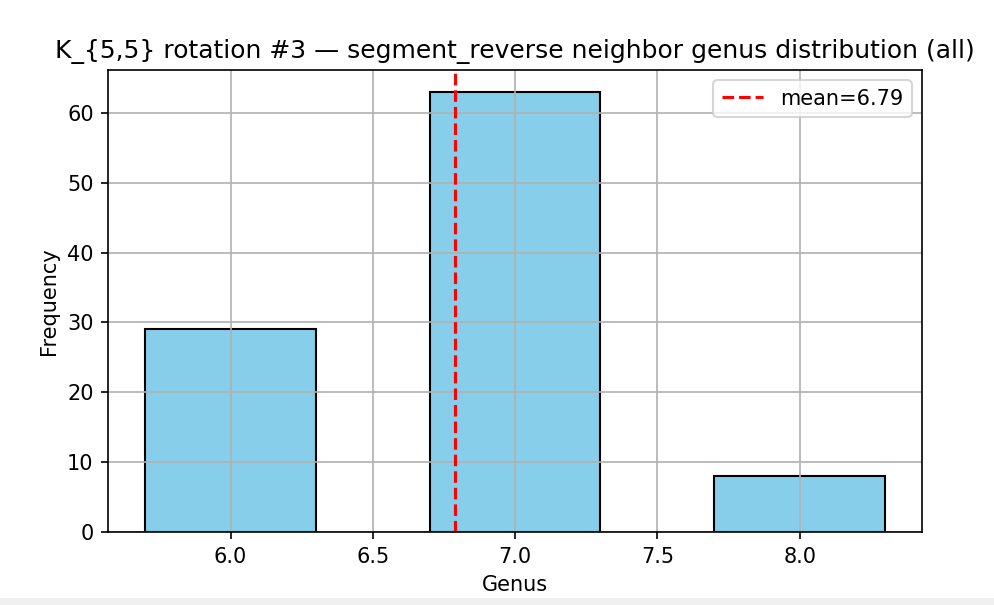 K_{5,5} rotation #3 — segment_reverse neighbor genus distribution (all)
mean=6.79
Frequency
60
50
40
30
20
10
0
6.0 6.5 7.0 7.5 8.0
Genus